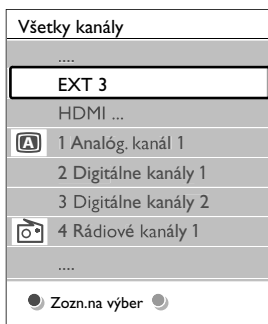 Všetky kanály
....
EXT 3
HDMI ...
A 1 Analóg. kanál 1
2 Digitálne kanály 1
3 Digitálne kanály 2
4 Rádiové kanály 1
....
Zozn.na výber